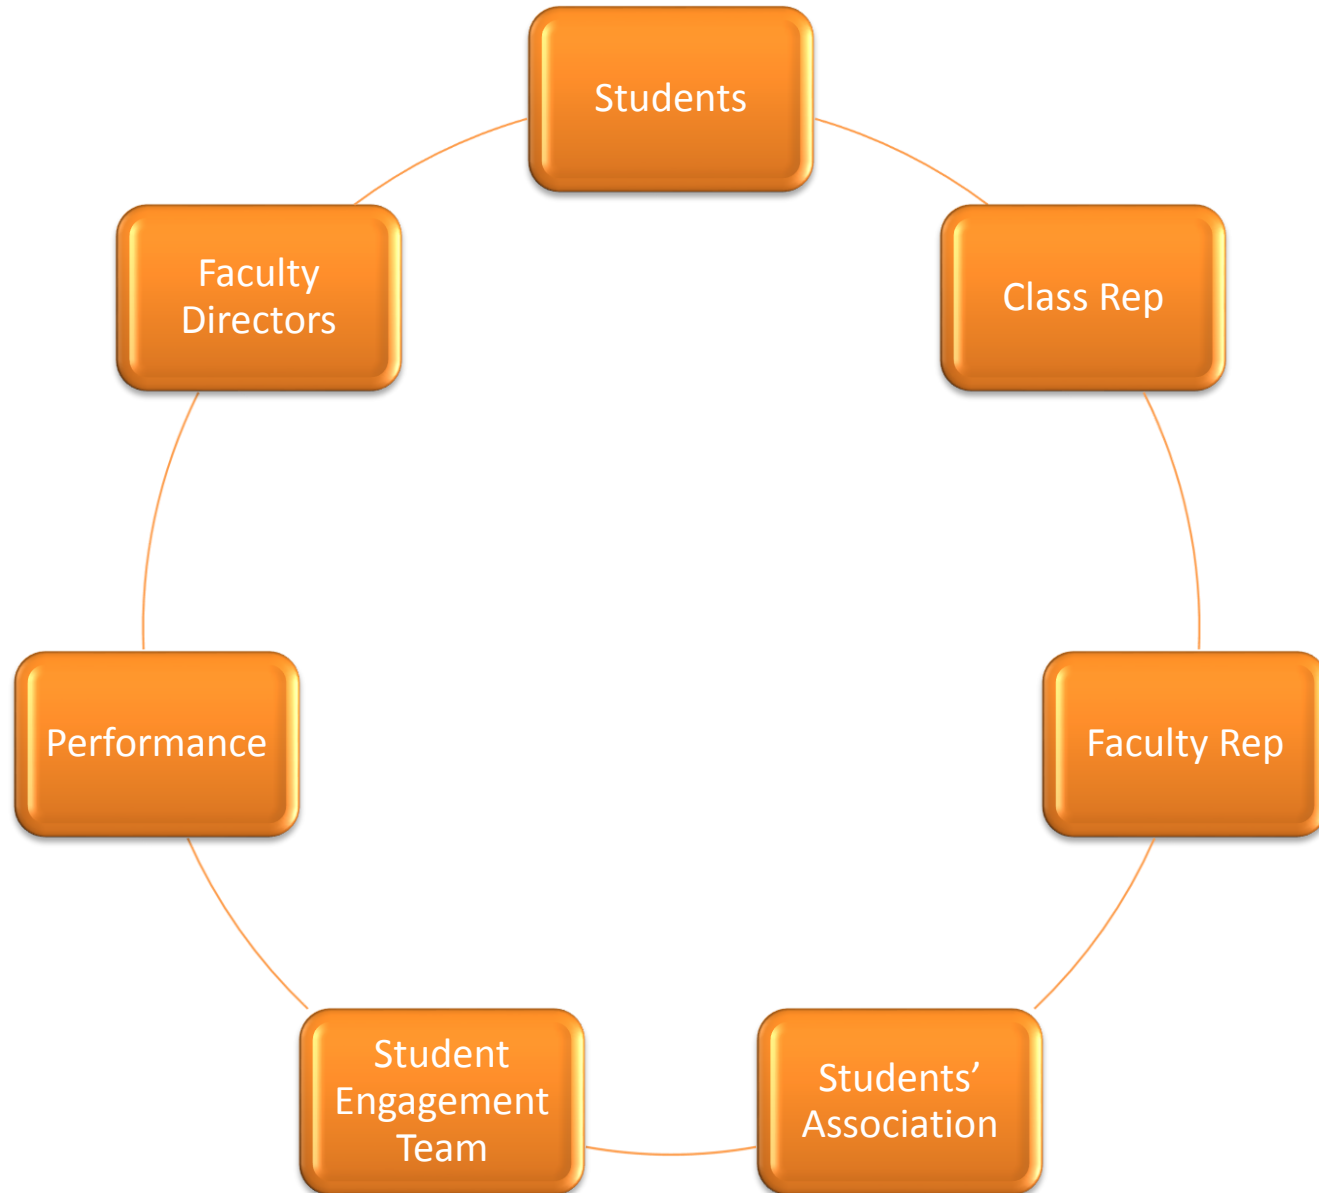 Students
Class Rep
Faculty Rep
Students’
Association
Student
Engagement
Team
Performance
Faculty
Directors